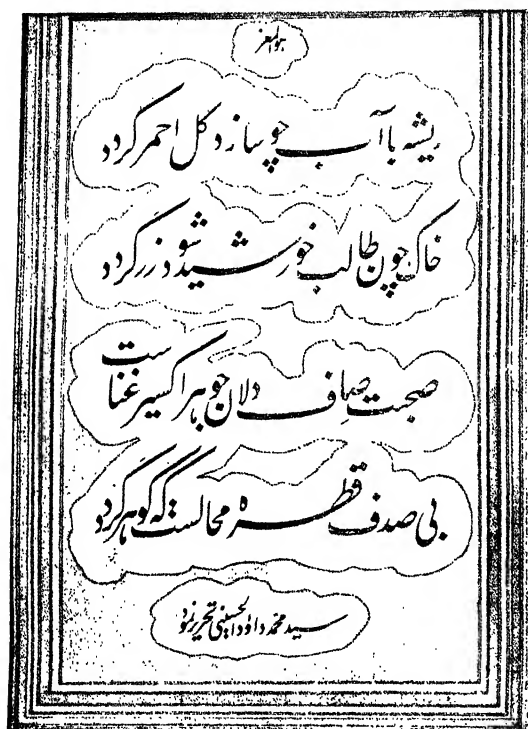 هوالمعز
ریشه با آب چو سازد گل احمر گردد
خاک چون طالب خورشید شود زر گردد
صحبت صاف دلان جوهر اکسیر غناست
بی صدف قطره محالست که گوهر گردد
سید محمد داود الحسینی تحریر نمود